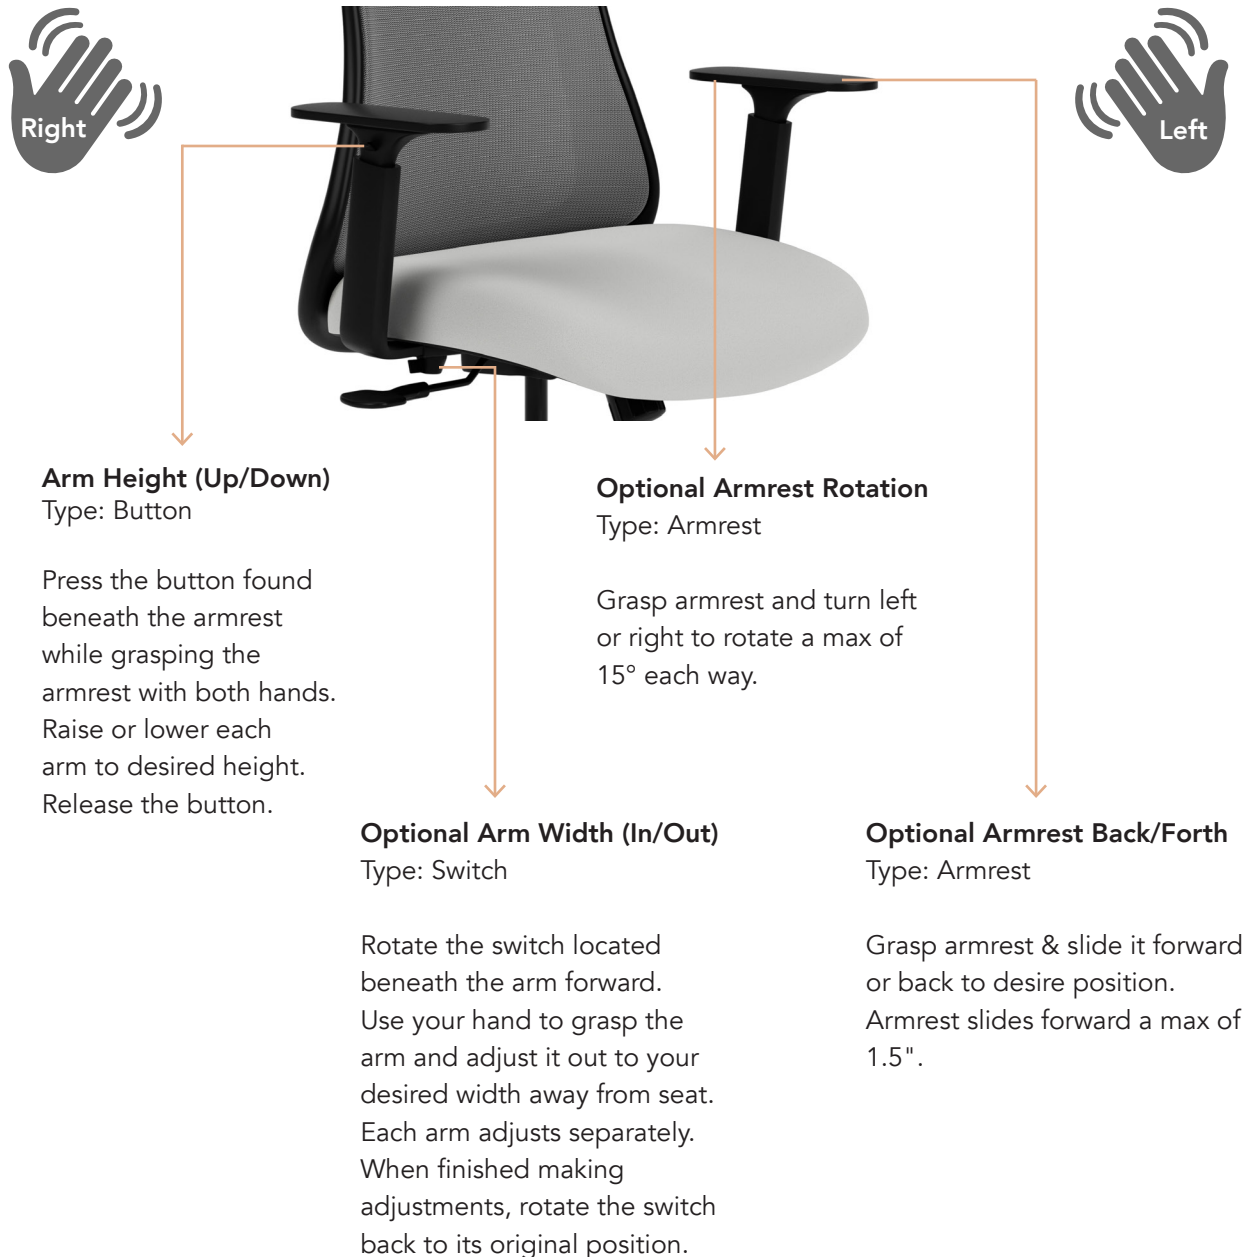 Right
Left
Arm Height (Up/Down)
Type: Button
Press the button found
beneath the armrest
while grasping the
armrest with both hands.
Raise or lower each
arm to desired height.
Release the button.
Optional Armrest Rotation
Type: Armrest
Grasp armrest and turn left
or right to rotate a max of
15° each way.
Optional Arm Width (In/Out)
Type: Switch
Rotate the switch located
beneath the arm forward.
Use your hand to grasp the
arm and adjust it out to your
desired width away from seat.
Each arm adjusts separately.
When finished making
adjustments, rotate the switch
back to its original position.
Optional Armrest Back/Forth
Type: Armrest
Grasp armrest & slide it forward
or back to desire position.
Armrest slides forward a max of
1.5".